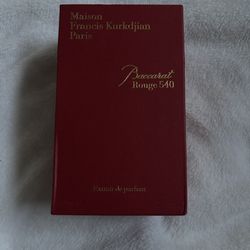 Maison
Francis Kurkdjian
Paris
Baccarat
Rouge 540
Extrait de parfum